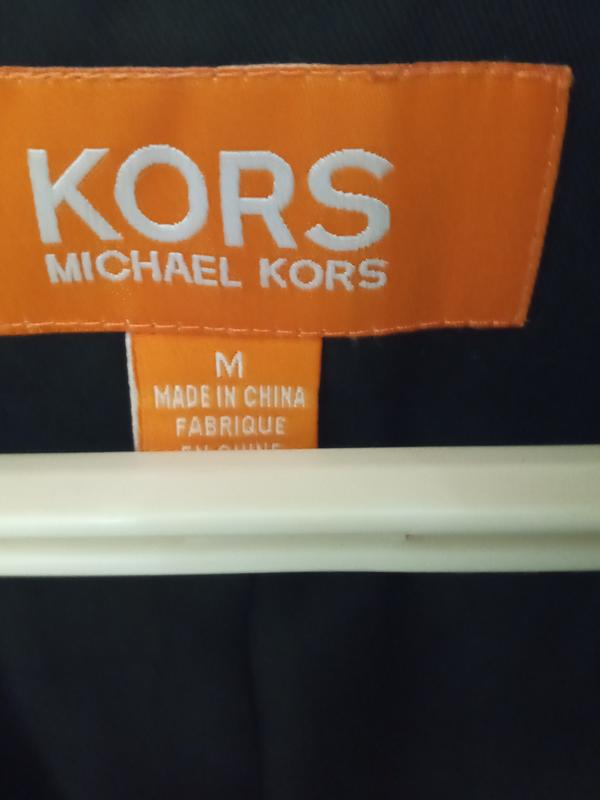 KORS
MICHAEL KORS
M
MADE IN CHINA
FABRIQUE